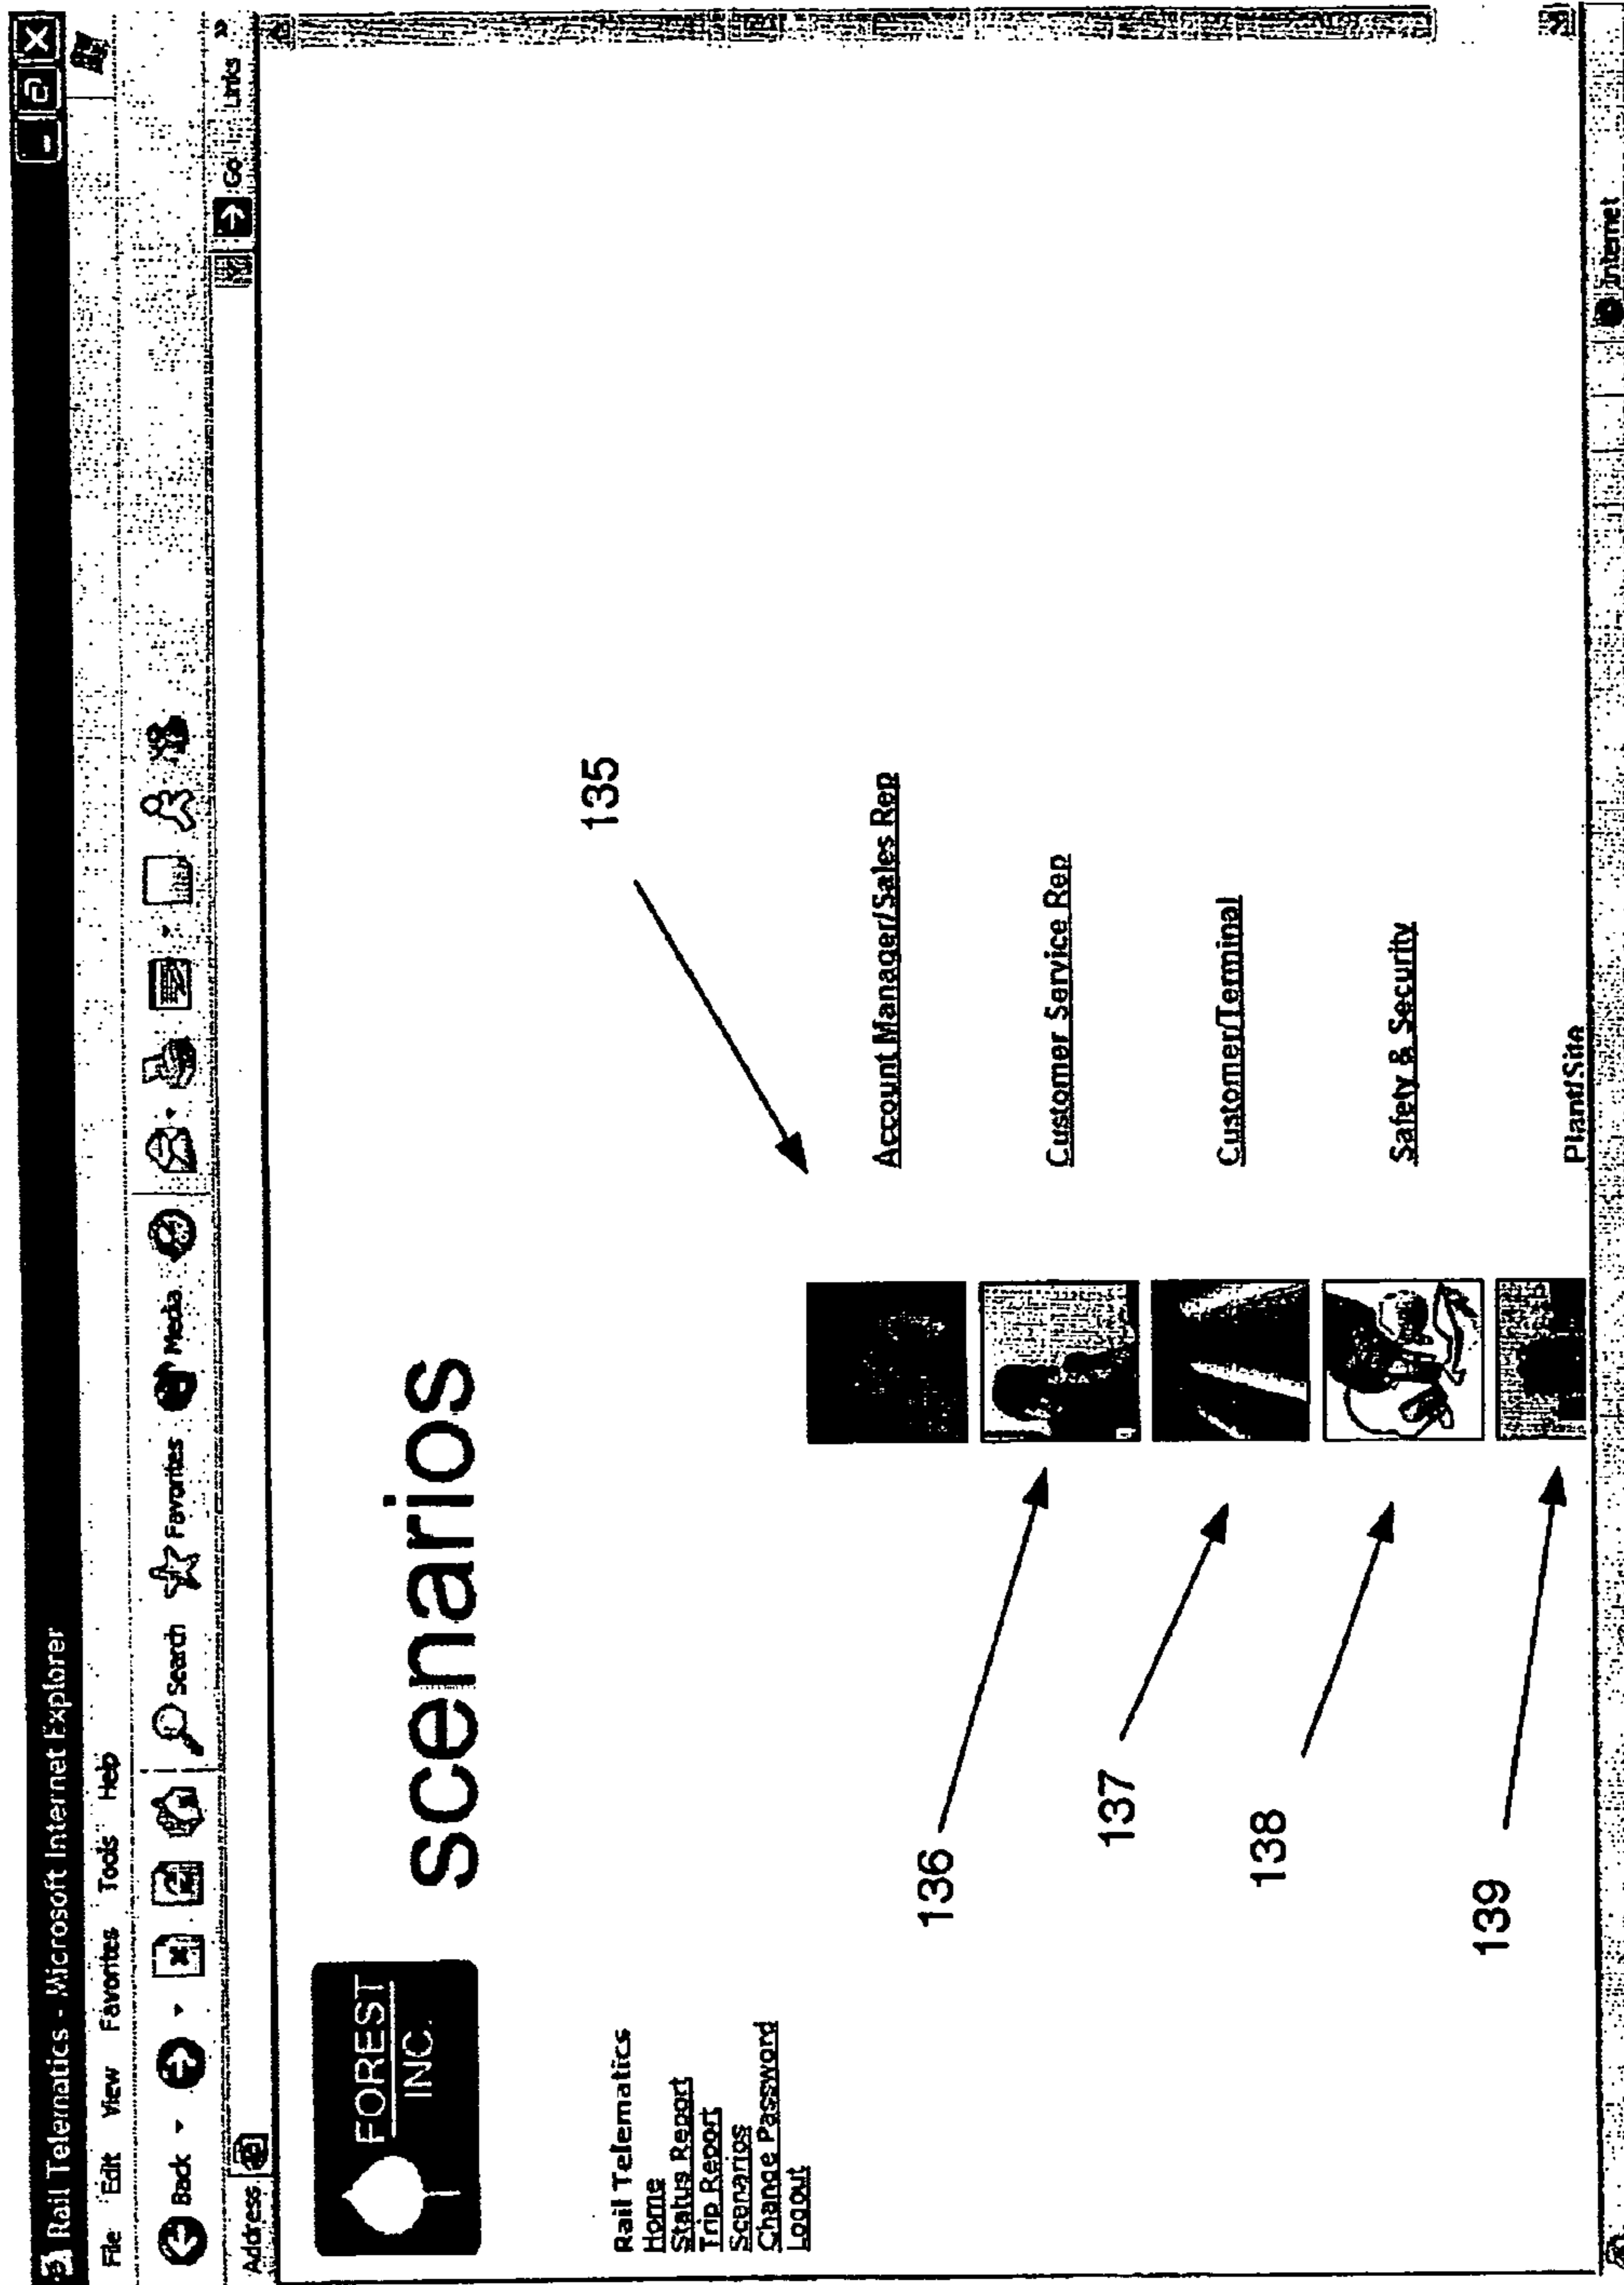 Rail Telematics - Microsoft Internet Explorer
File Edit View Favorites Tools Help
Back Search Favorites Media
Address Go Links »
FOREST
INC.
scenarios
Rail Telematics
Home
Status Report
Trip Report
Scenarios
Change Password
Logout
135
Account Manager/Sales Rep
136
Customer Service Rep
137
Customer/Terminal
138
Safety & Security
139
Plant/Site
Internet